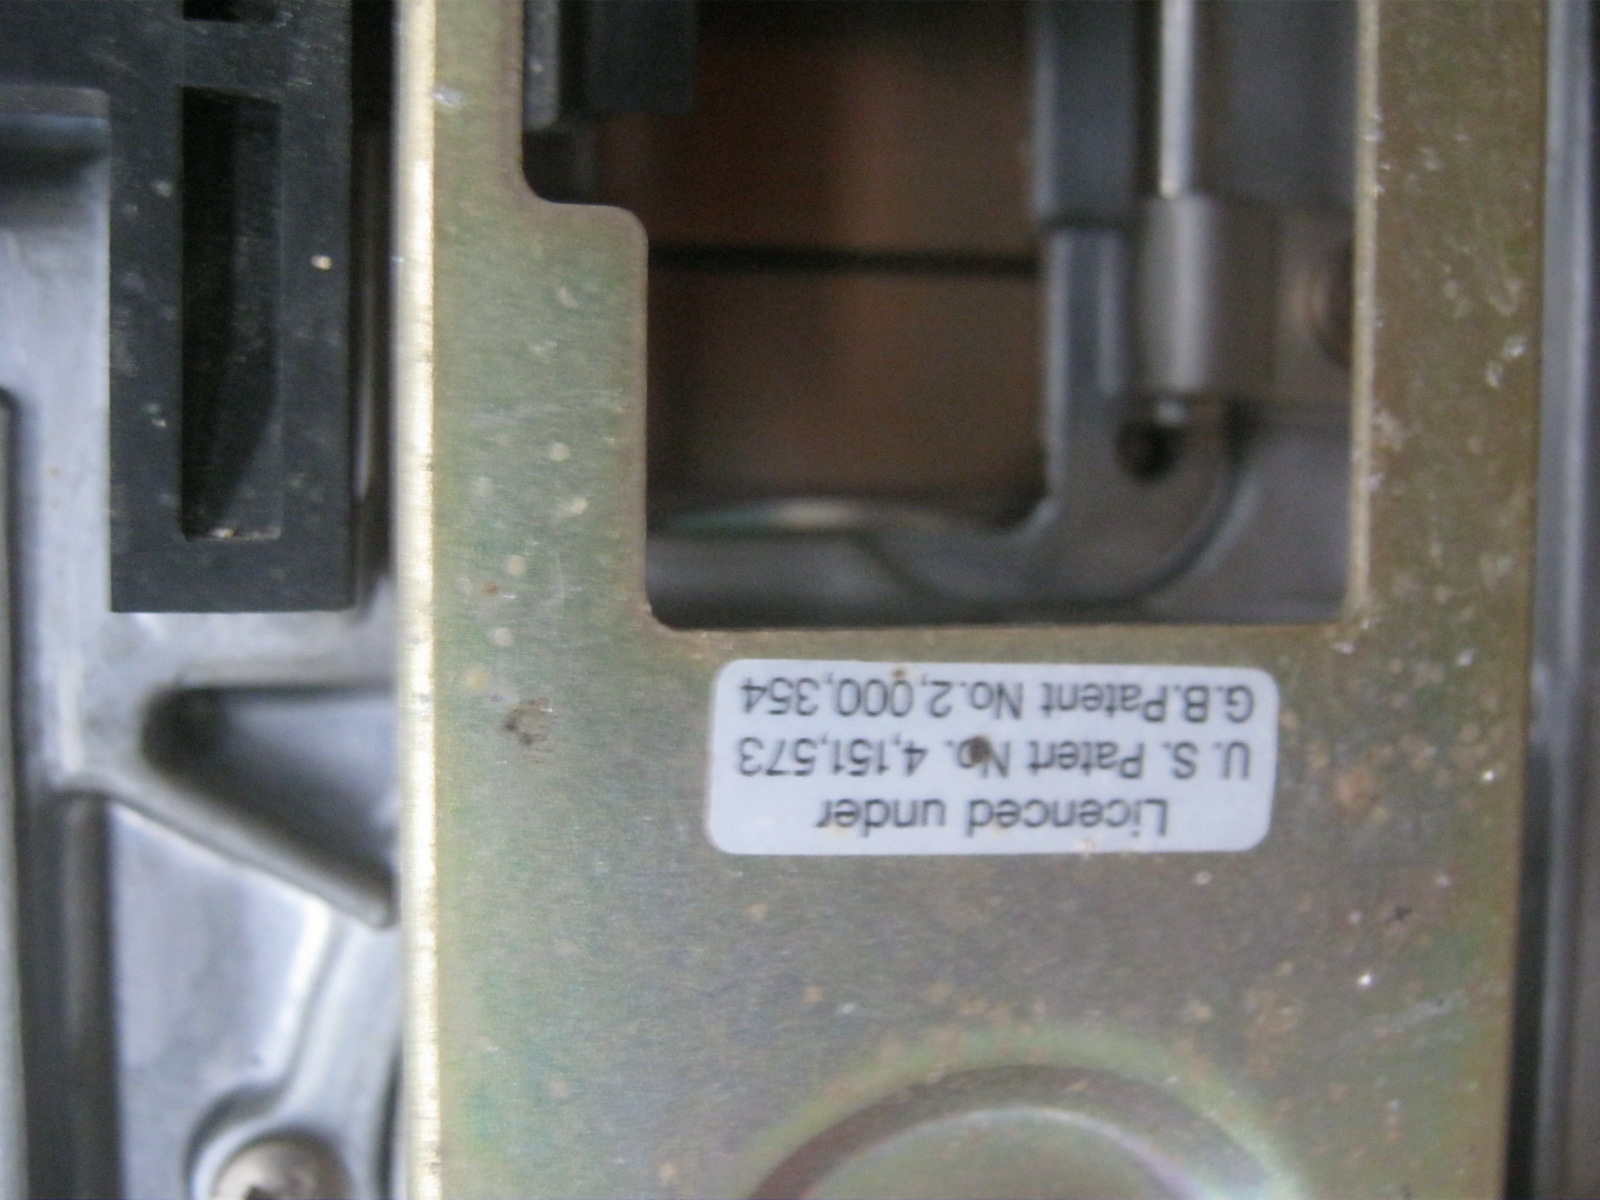 Licenced under
U. S. Patent No. 4,151,573
G.B.Patent No.2,000,354